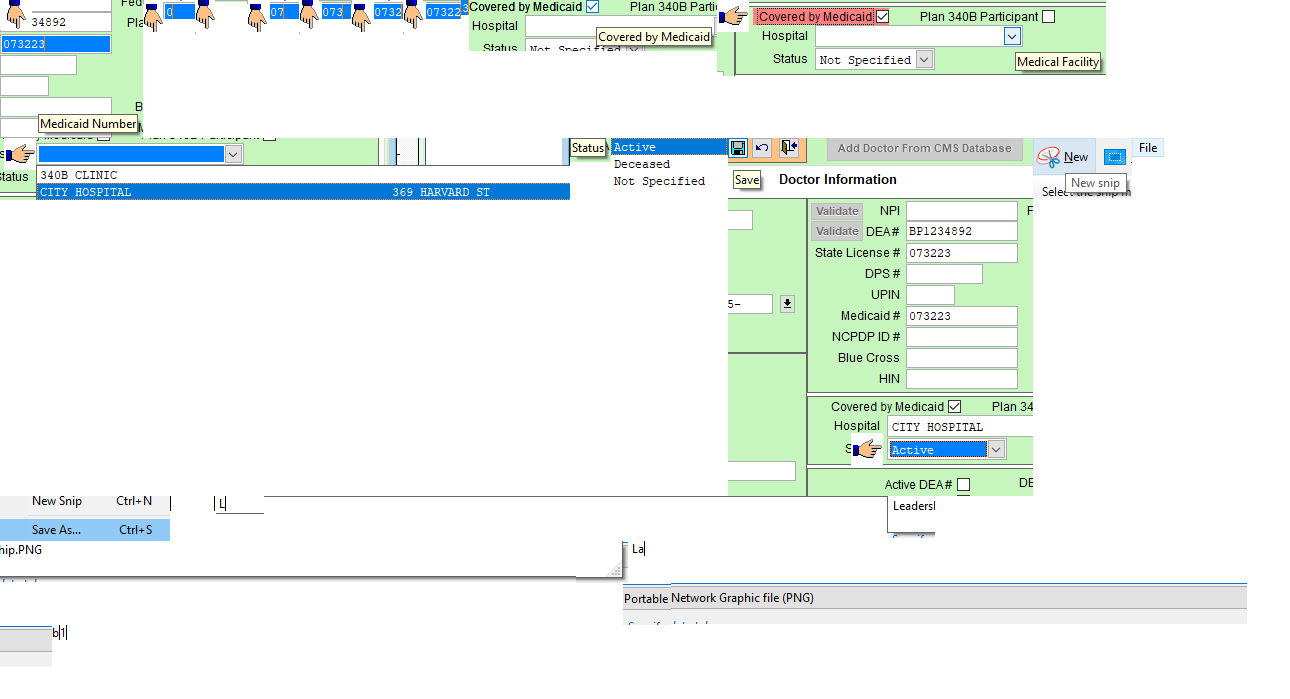 Fed
34892
Pla
073223
B
Medicaid Number
0
07
073
0732
07322
3
Covered by Medicaid
Plan 340B Parti
Hospital
Covered by Medicaid
Status
Not Specified
Covered by Medicaid
Plan 340B Participant
Hospital
Status
Not Specified
Medical Facility
Status
340B CLINIC
CITY HOSPITAL 369 HARVARD ST
Status
Active
Deceased
Not Specified
Save
Add Doctor From CMS Database
Doctor Information
New
File
New snip
Select the snip m
Validate NPI
Validate DEA# BP1234892
State License # 073223
DPS #
UPIN
5-
Medicaid # 073223
NCPDP ID #
Blue Cross
HIN
Covered by Medicaid Plan 34
Hospital CITY HOSPITAL
S Active
Active DEA# DE
New Snip Ctrl+N
L
Leadersh
Save As... Ctrl+S
hip.PNG
La
Portable Network Graphic file (PNG)
b1